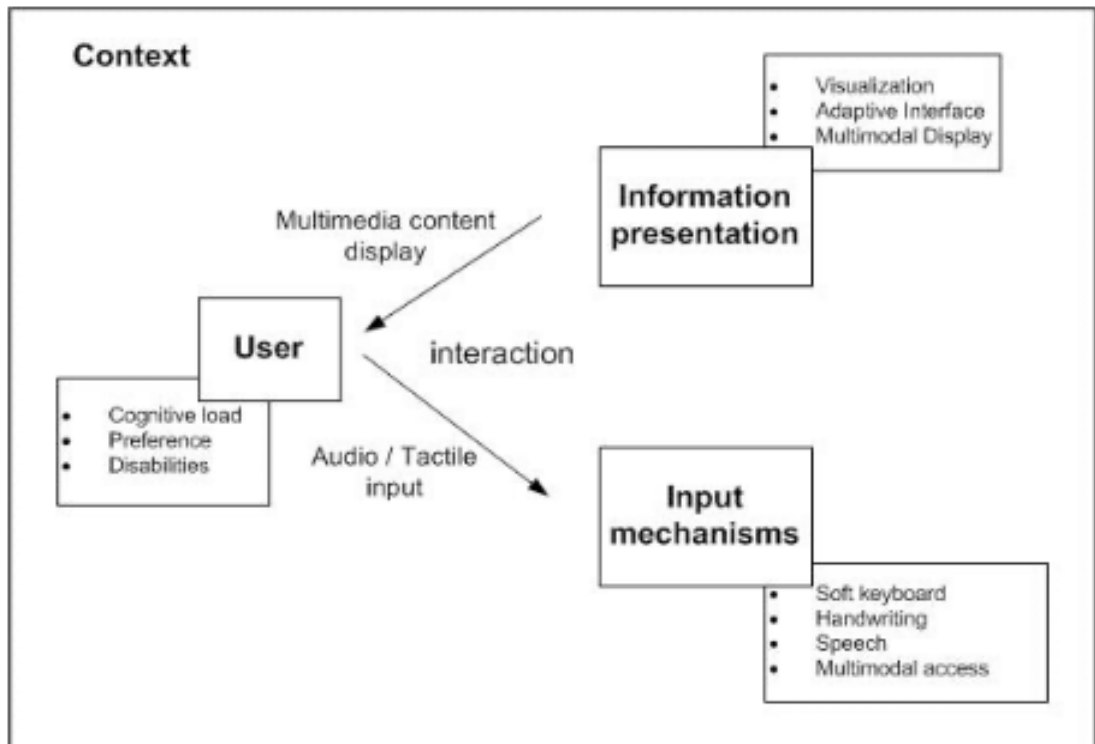 Context
• Visualization
• Adaptive Interface
• Multimodal Display
Information
presentation
Multimedia content
display
User
interaction
• Cognitive load
• Preference
• Disabilities
Audio / Tactile
input
Input
mechanisms
• Soft keyboard
• Handwriting
• Speech
• Multimodal access